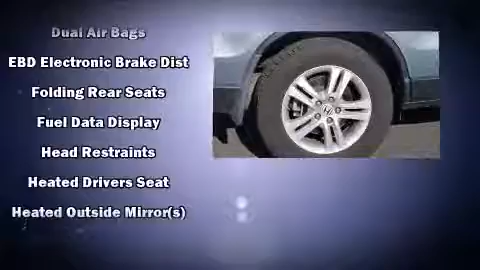 Dual Air Bags
EBD Electronic Brake Dist
Folding Rear Seats
Fuel Data Display
Head Restraints
Heated Drivers Seat
Heated Outside Mirror(s)